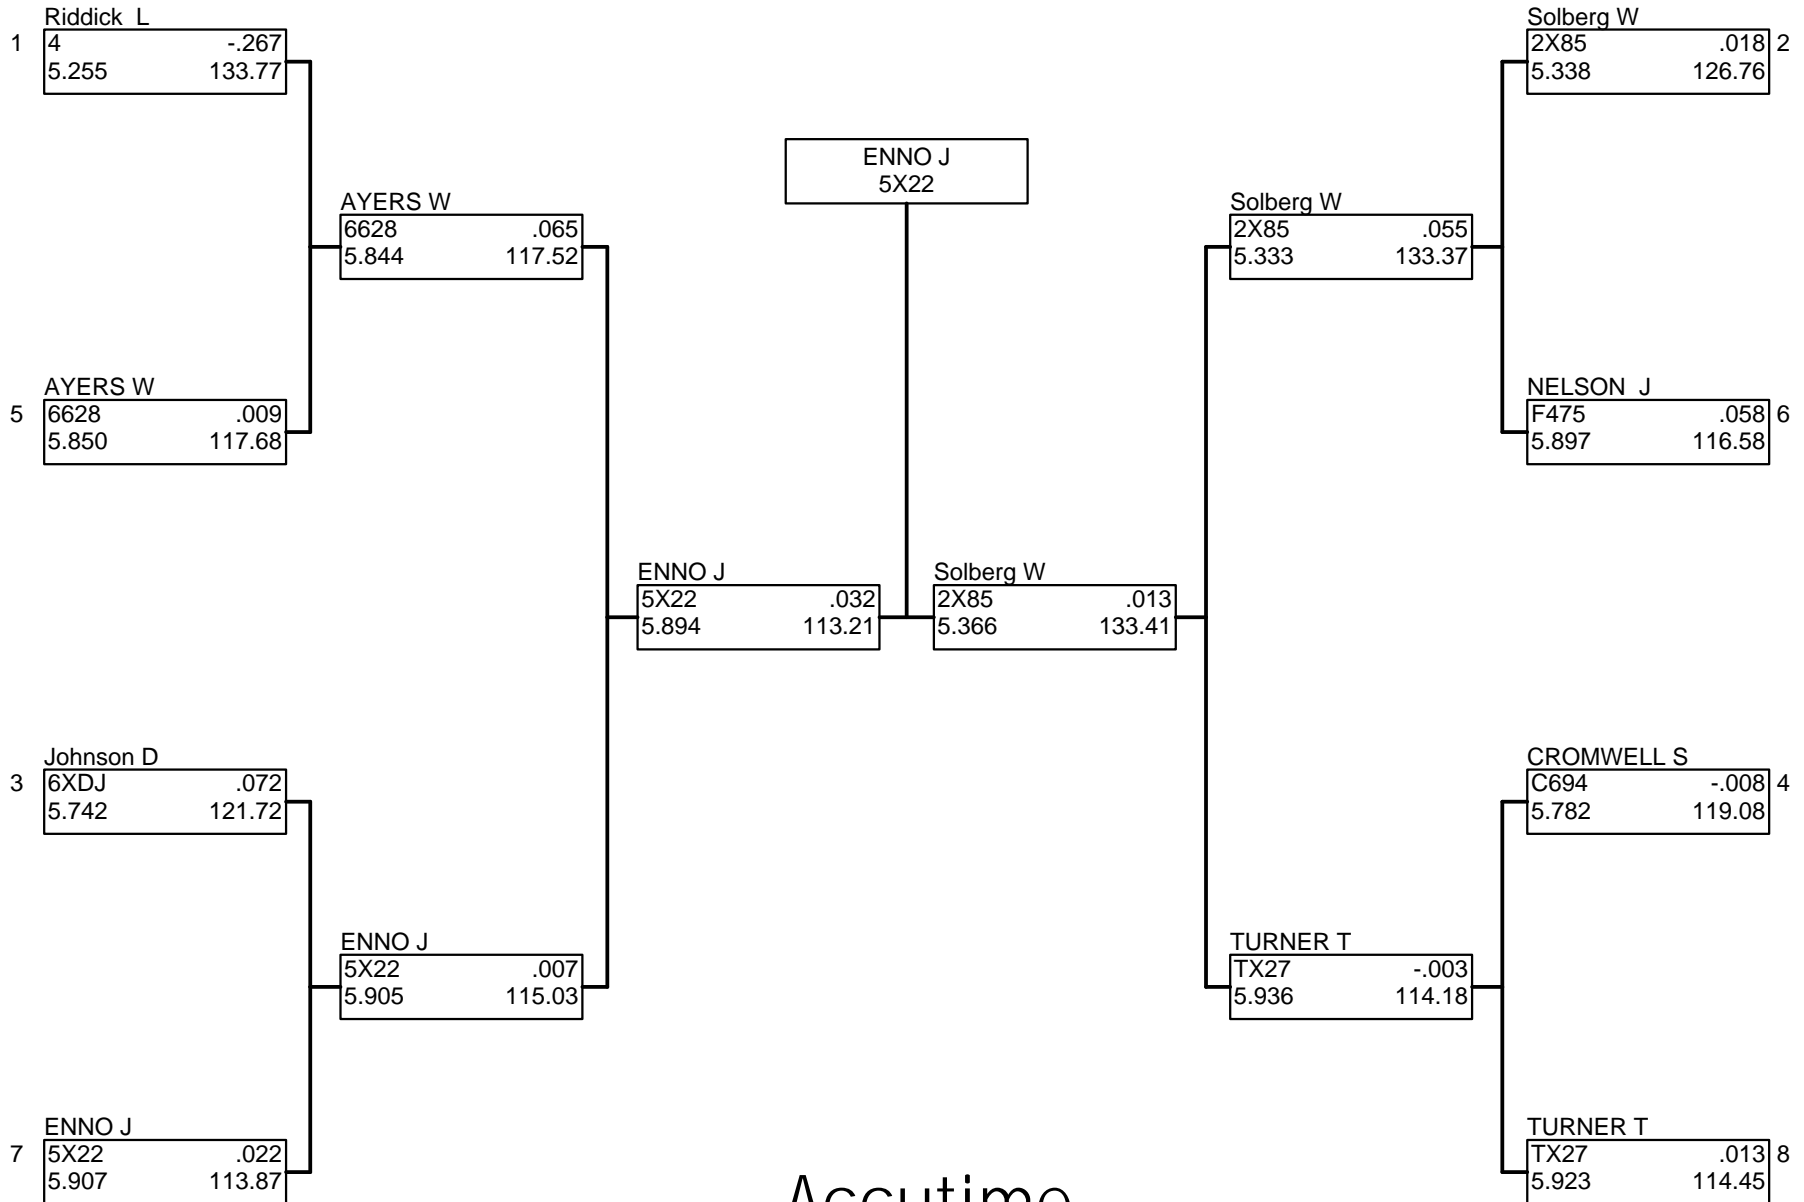 Riddick  L
1 4 -.267
5.255 133.77
AYERS W
5 6628 .009
5.850 117.68
Johnson D
3 6XDJ .072
5.742 121.72
ENNO J
7 5X22 .022
5.907 113.87
AYERS W
6628 .065
5.844 117.52
ENNO J
5X22 .007
5.905 115.03
ENNO J
5X22 .032
5.894 113.21
ENNO J
5X22
Solberg W
2X85 .013
5.366 133.41
Solberg W
2X85 .055
5.333 133.37
TURNER T
TX27 -.003
5.936 114.18
Solberg W
2X85 .018 2
5.338 126.76
NELSON  J
F475 .058 6
5.897 116.58
CROMWELL S
C694 -.008 4
5.782 119.08
TURNER T
TX27 .013 8
5.923 114.45
Accutime